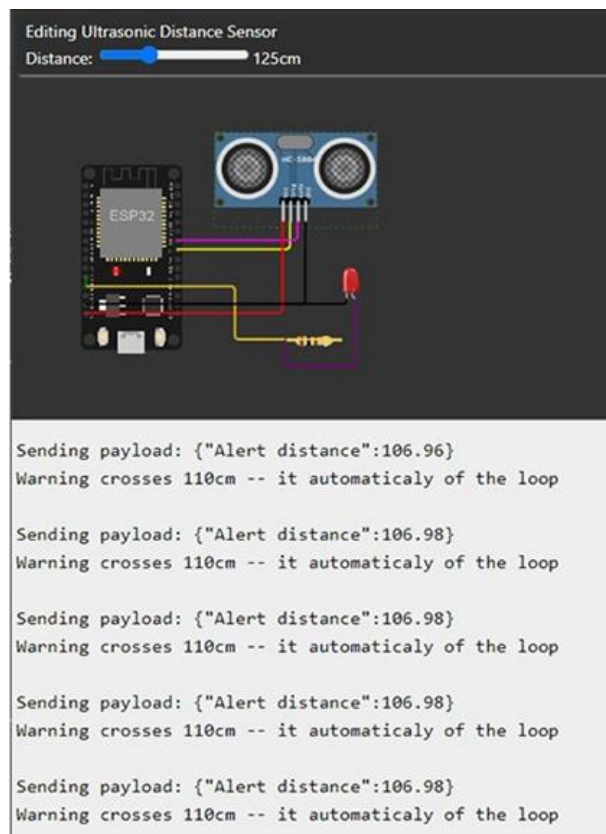 Editing Ultrasonic Distance Sensor
Distance: 125cm
HC-SR04
ESP32
Sending payload: {"Alert distance":106.96}
Warning crosses 110cm -- it automaticaly of the loop
Sending payload: {"Alert distance":106.98}
Warning crosses 110cm -- it automaticaly of the loop
Sending payload: {"Alert distance":106.98}
Warning crosses 110cm -- it automaticaly of the loop
Sending payload: {"Alert distance":106.98}
Warning crosses 110cm -- it automaticaly of the loop
Sending payload: {"Alert distance":106.98}
Warning crosses 110cm -- it automaticaly of the loop